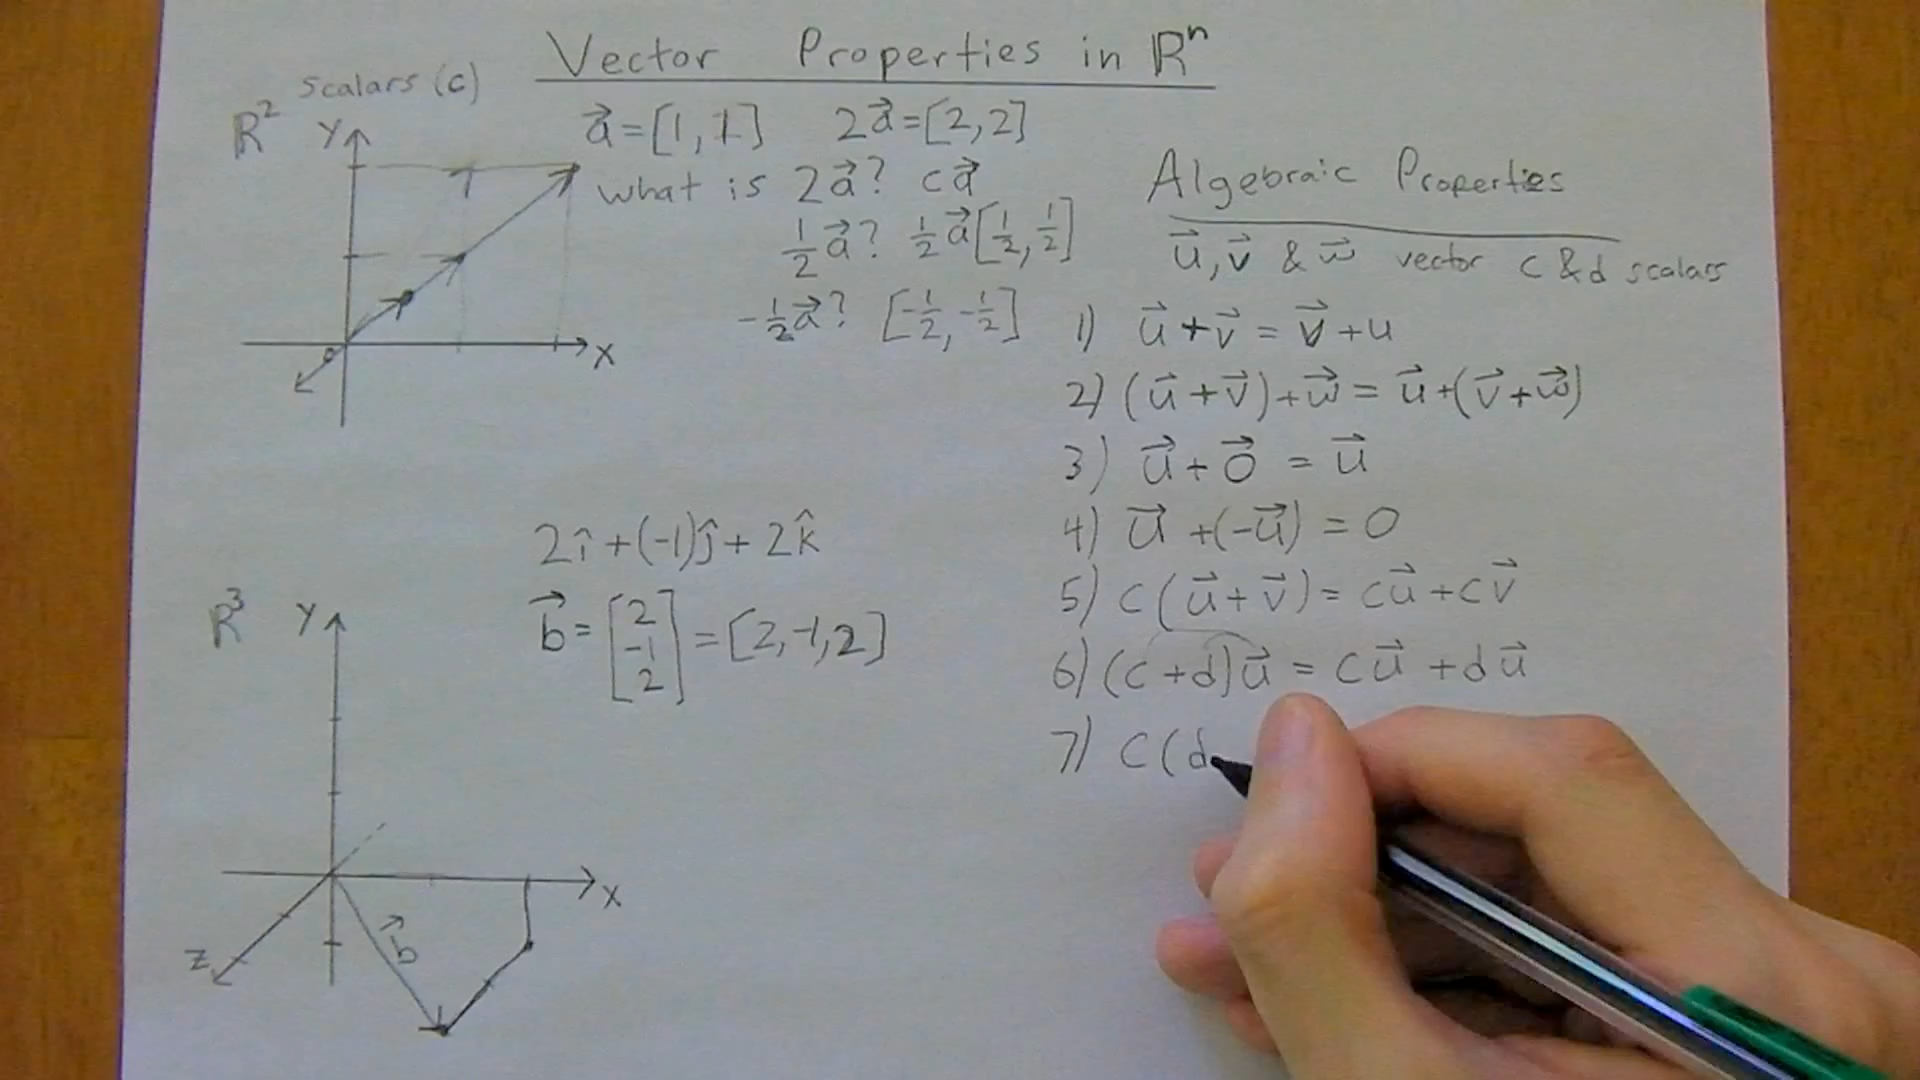 Vector Properties in Rⁿ
Scalars (c)
R²
Y
X
a⃗ = [1, 1] 2a⃗ = [2, 2]
what is 2a⃗? ca⃗
½a⃗? ½a⃗[½, ½]
-½a⃗? [-½, -½]
2î + (-1)ĵ + 2k̂
b⃗ = [2 -1 2] = [2, -1, 2]
R³
Y
X
Z
b⃗
Algebraic Properties
u⃗, v⃗ & w⃗ vector c & d scalars
1) u⃗ + v⃗ = v⃗ + u
2) (u⃗ + v⃗) + w⃗ = u⃗ + (v⃗ + w⃗)
3) u⃗ + 0⃗ = u⃗
4) u⃗ + (-u⃗) = 0
5) c(u⃗ + v⃗) = cu⃗ + cv⃗
6) (c + d)u⃗ = cu⃗ + du⃗
7) c(d